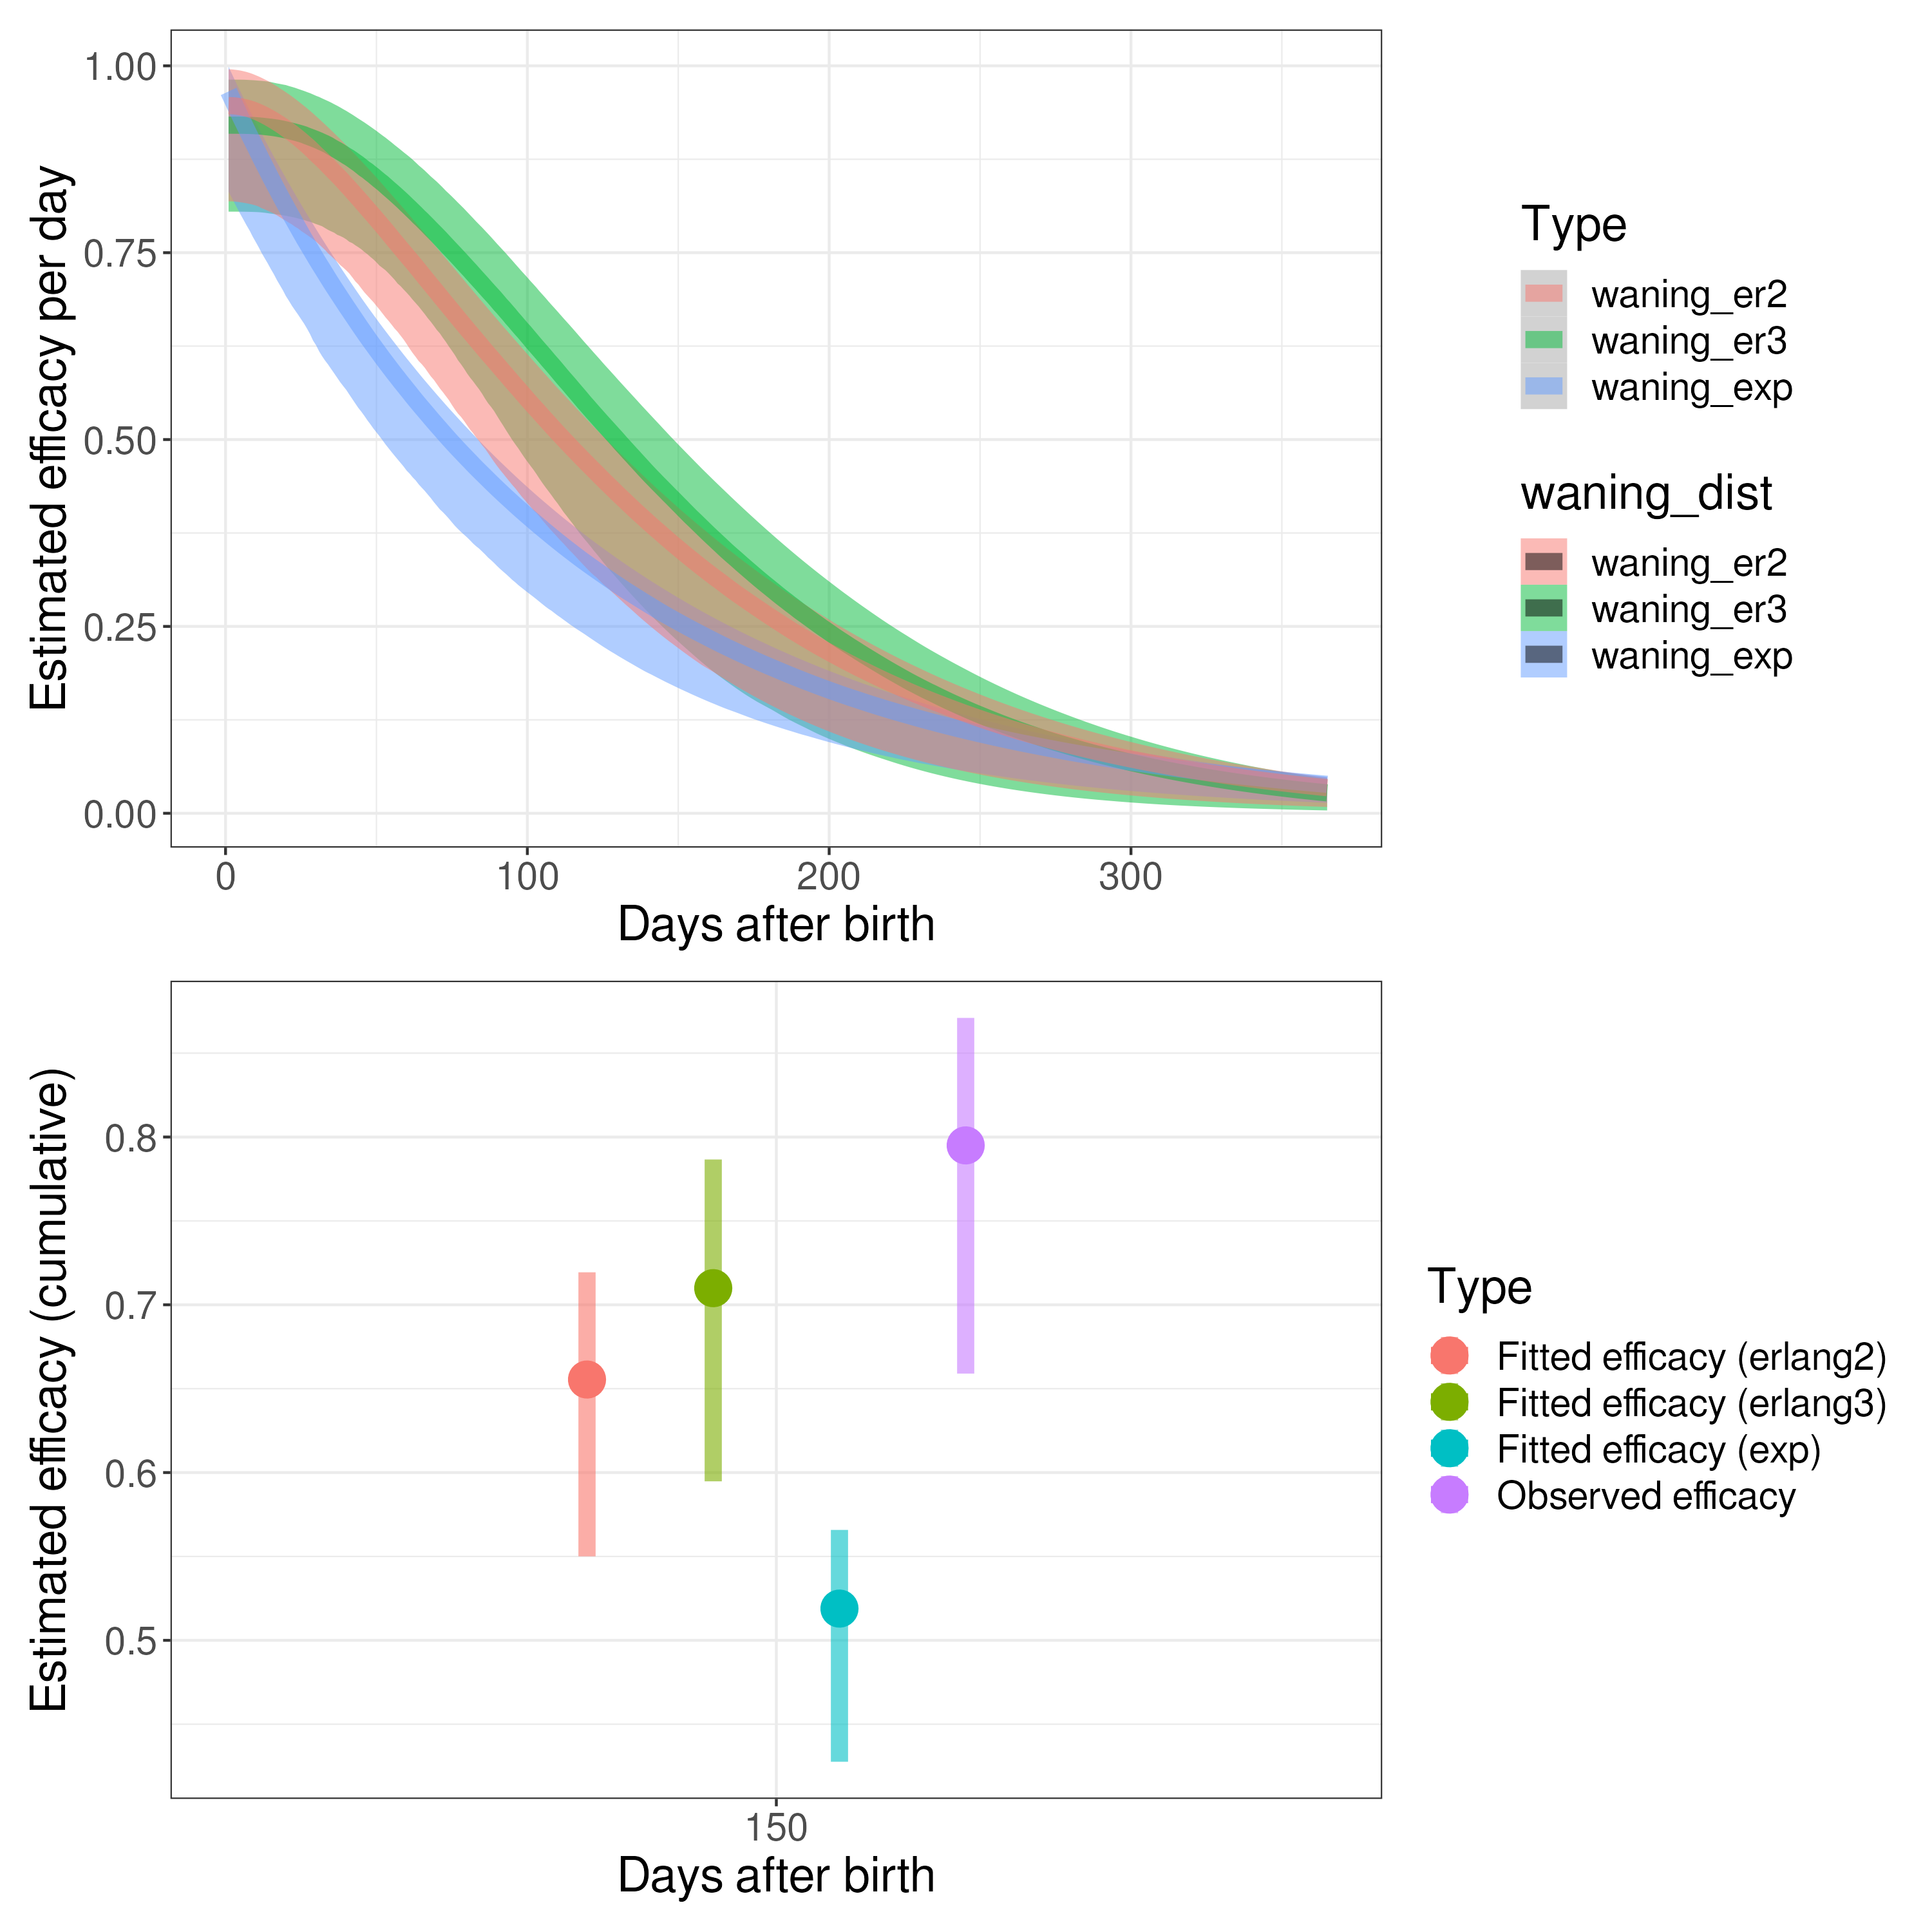 Estimated efficacy per day
1.00
0.75
0.50
0.25
0.00
0 100 200 300
Days after birth
Type
waning_er2
waning_er3
waning_exp
waning_dist
waning_er2
waning_er3
waning_exp
Estimated efficacy (cumulative)
0.8
0.7
0.6
0.5
150
Days after birth
Type
Fitted efficacy (erlang2)
Fitted efficacy (erlang3)
Fitted efficacy (exp)
Observed efficacy